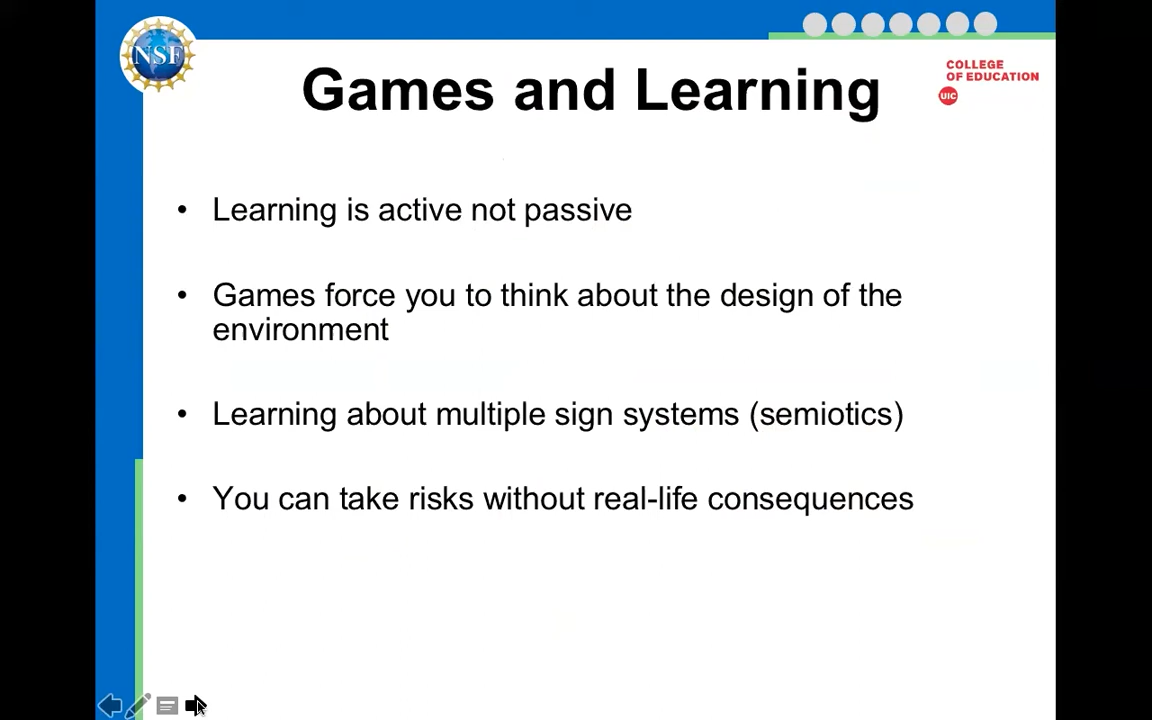 NSF
COLLEGE
OF EDUCATION
UIC
Games and Learning
• Learning is active not passive
• Games force you to think about the design of the
environment
• Learning about multiple sign systems (semiotics)
• You can take risks without real-life consequences